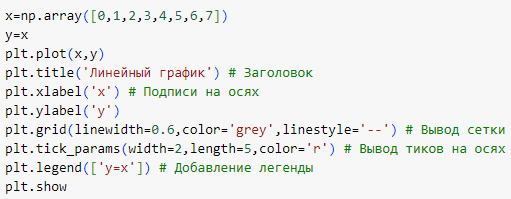 x=np.array([0,1,2,3,4,5,6,7])
y=x
plt.plot(x,y)
plt.title('Линейный график') # Заголовок
plt.xlabel('x') # Подписи на осях
plt.ylabel('y')
plt.grid(linewidth=0.6,color='grey',linestyle='--') # Вывод сетки
plt.tick_params(width=2,length=5,color='r') # Вывод тиков на осях
plt.legend(['y=x']) # Добавление легенды
plt.show